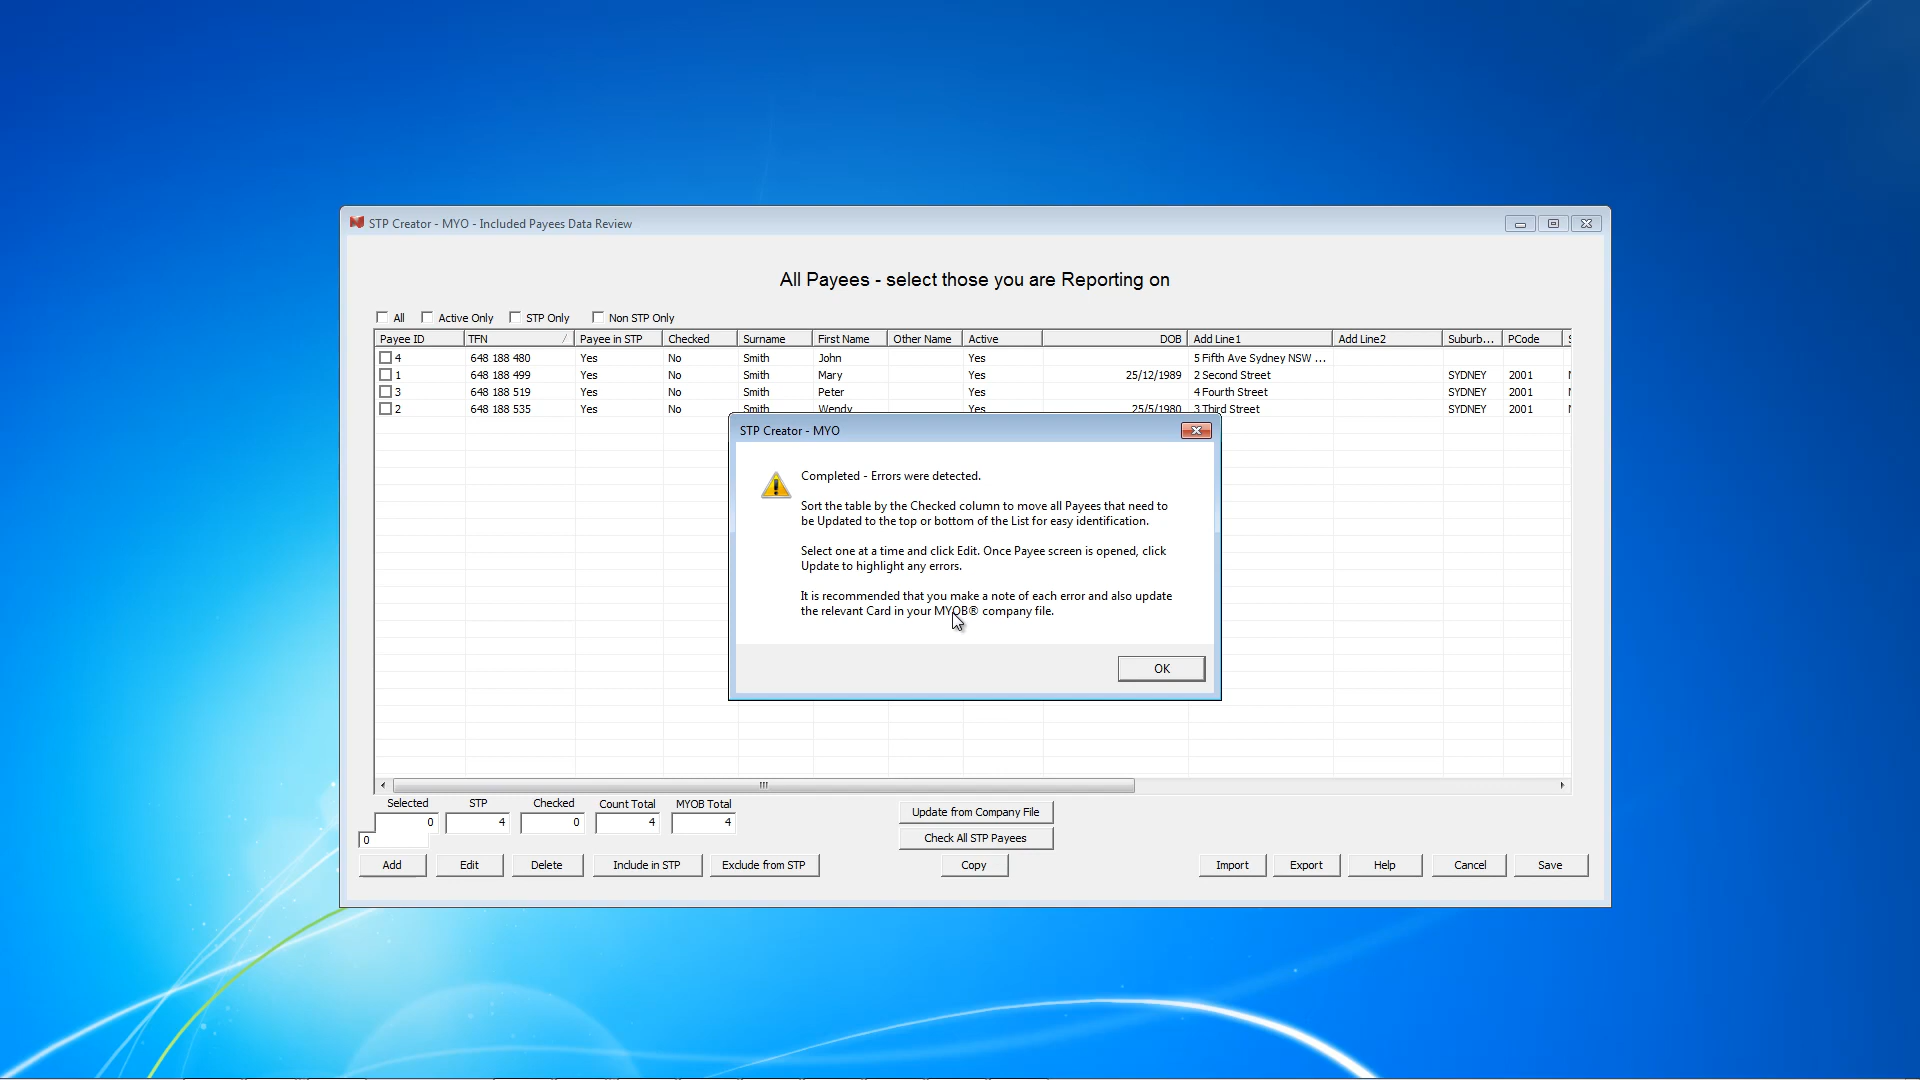 STP Creator - MYO - Included Payees Data Review
All Payees - select those you are Reporting on
All Active Only STP Only Non STP Only
Payee ID TFN Payee in STP Checked Surname First Name Other Name Active DOB Add Line1 Add Line2 Suburb... PCode
4 648 188 480 Yes No Smith John Yes 5 Fifth Ave Sydney NSW ...
1 648 188 499 Yes No Smith Mary Yes 25/12/1989 2 Second Street SYDNEY 2001
3 648 188 519 Yes No Smith Peter Yes 4 Fourth Street SYDNEY 2001
2 648 188 535 Yes No Smith Wendy Yes 25/5/1980 3 Third Street SYDNEY 2001
STP Creator - MYO
Completed - Errors were detected.
Sort the table by the Checked column to move all Payees that need to
be Updated to the top or bottom of the List for easy identification.
Select one at a time and click Edit. Once Payee screen is opened, click
Update to highlight any errors.
It is recommended that you make a note of each error and also update
the relevant Card in your MYOB® company file.
OK
Selected STP Checked Count Total MYOB Total
0 4 0 4 4
0
Update from Company File
Check All STP Payees
Add Edit Delete Include in STP Exclude from STP Copy Import Export Help Cancel Save